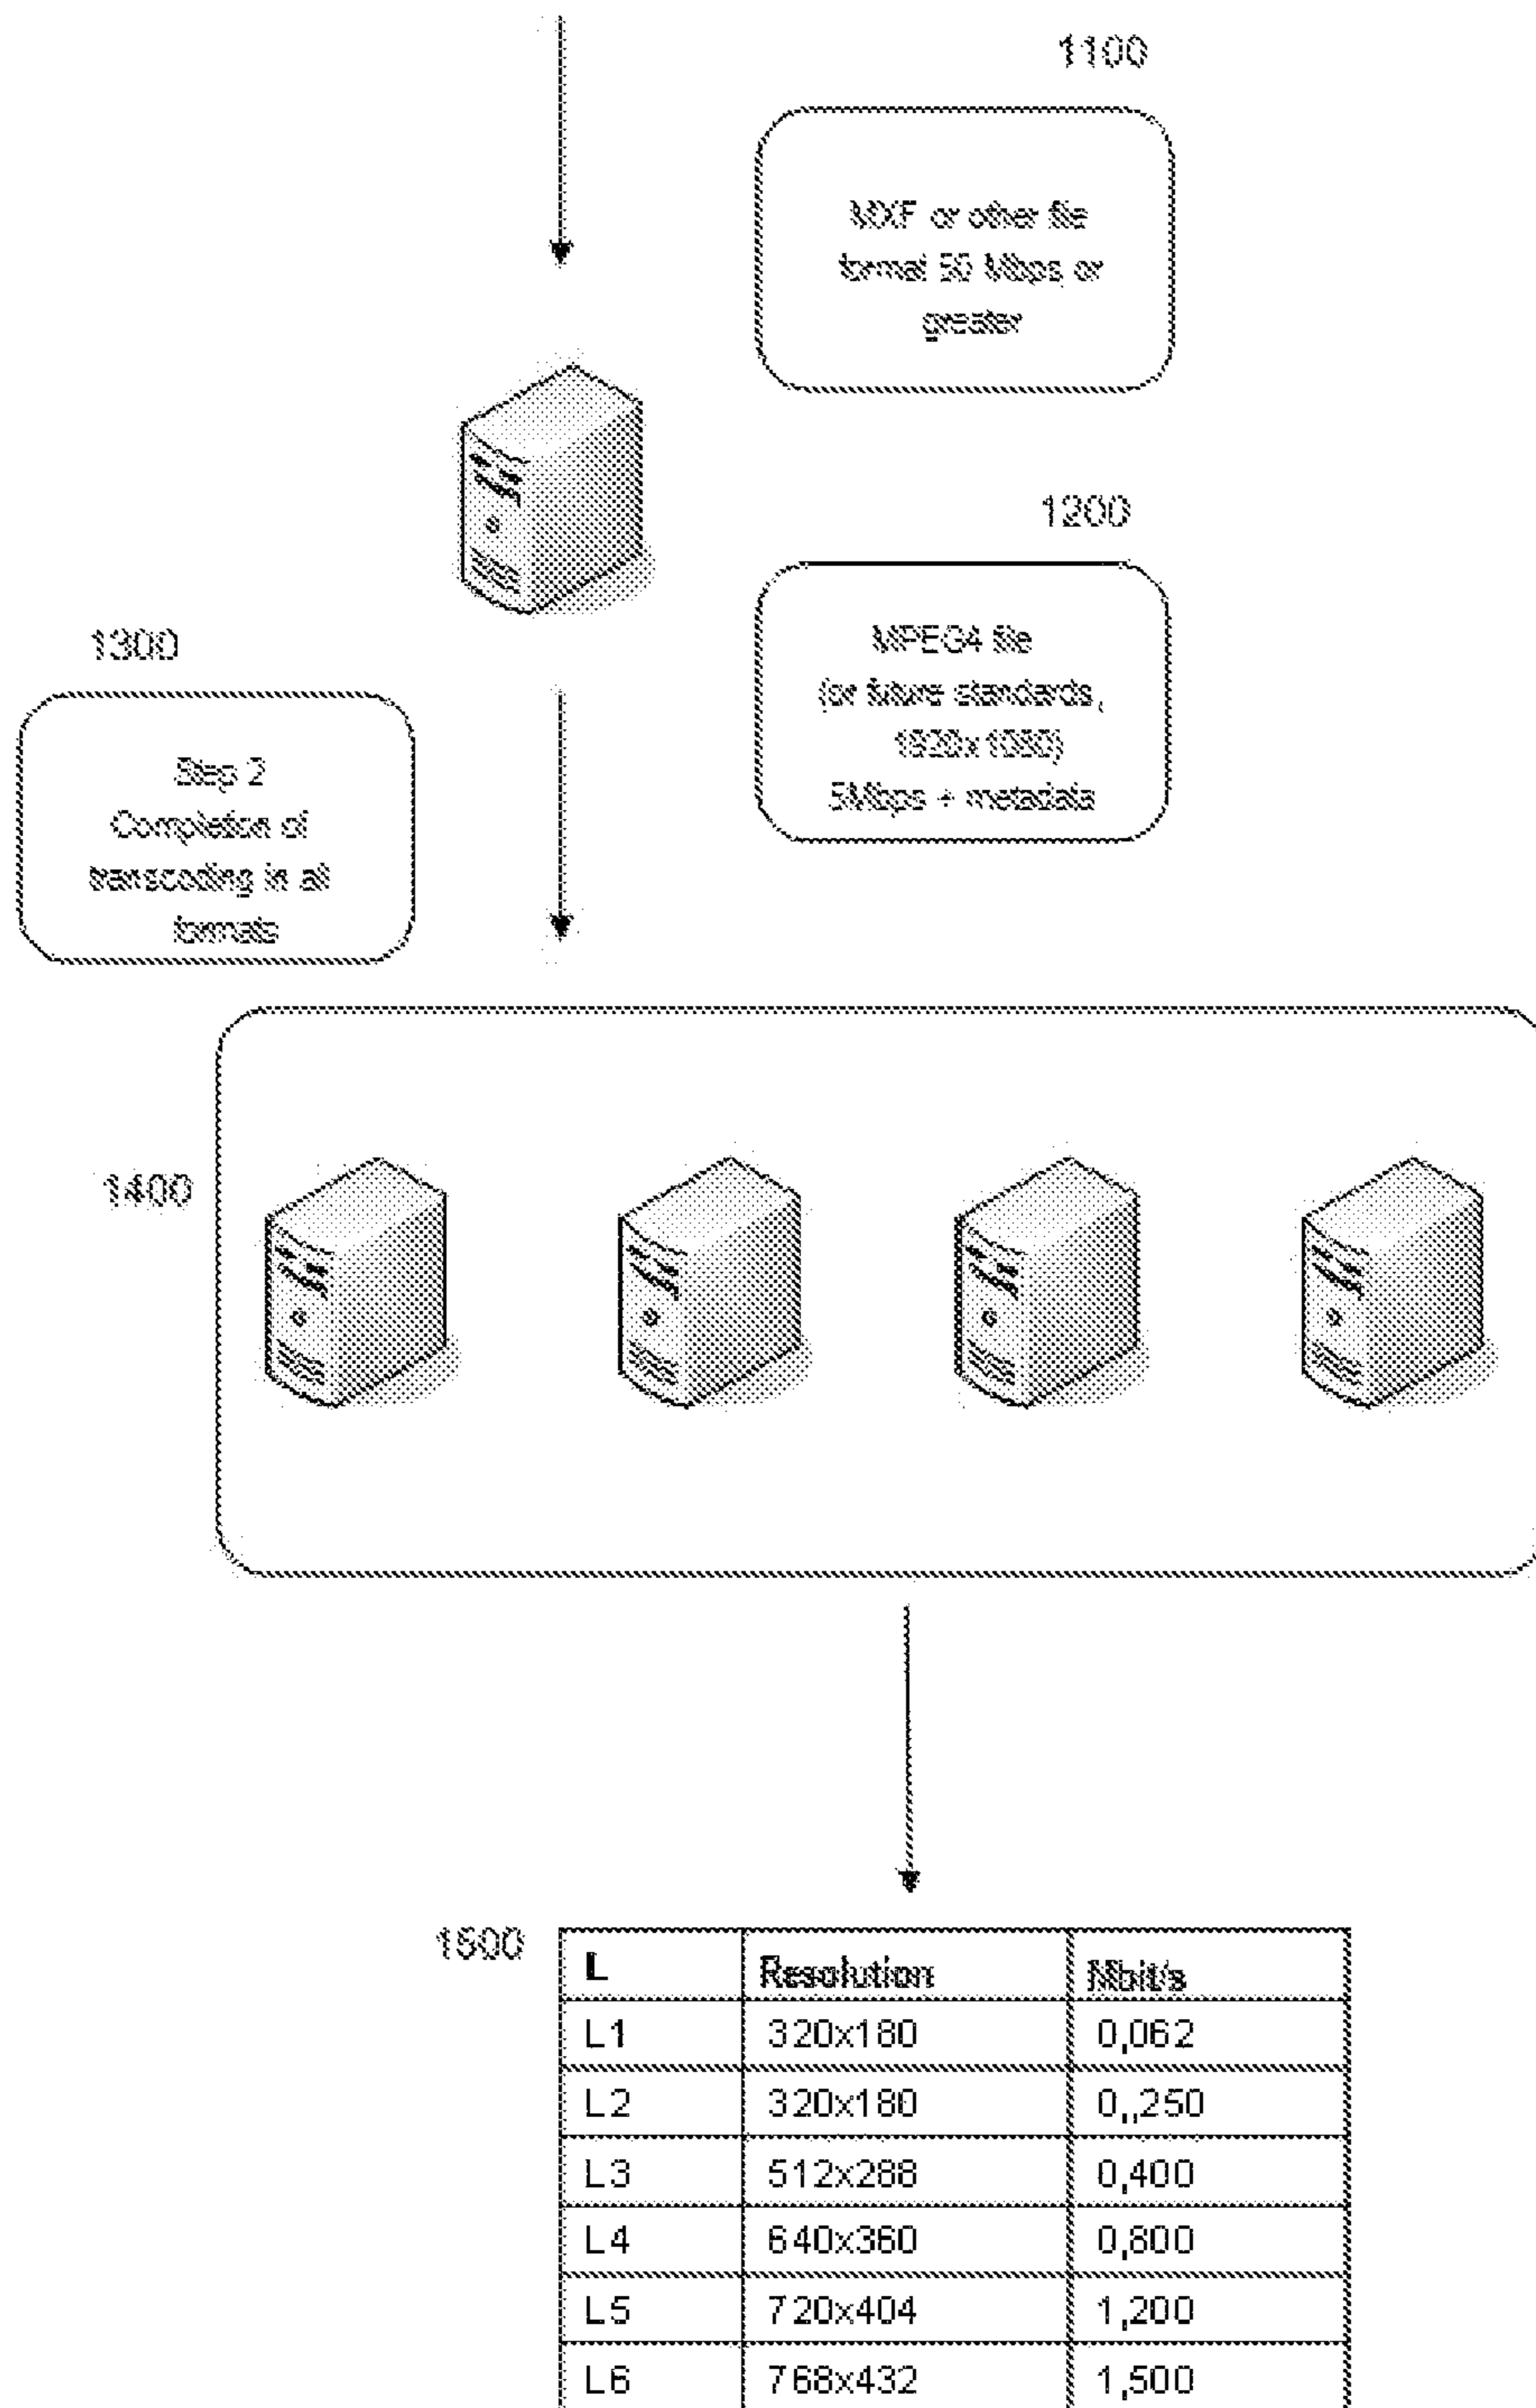 1100
MXF or other file
format 50 Mbps or
greater
1200
MPEG4 file
(or future standards,
1920x1080)
5Mbps + metadata
1300
Step 2
Completion of
transcoding in all
formats
1400
L Resolution Mbit/s
L1 320x180 0,062
L2 320x180 0,,250
L3 512x288 0,400
L4 640x360 0,800
L5 720x404 1,200
L6 768x432 1,500